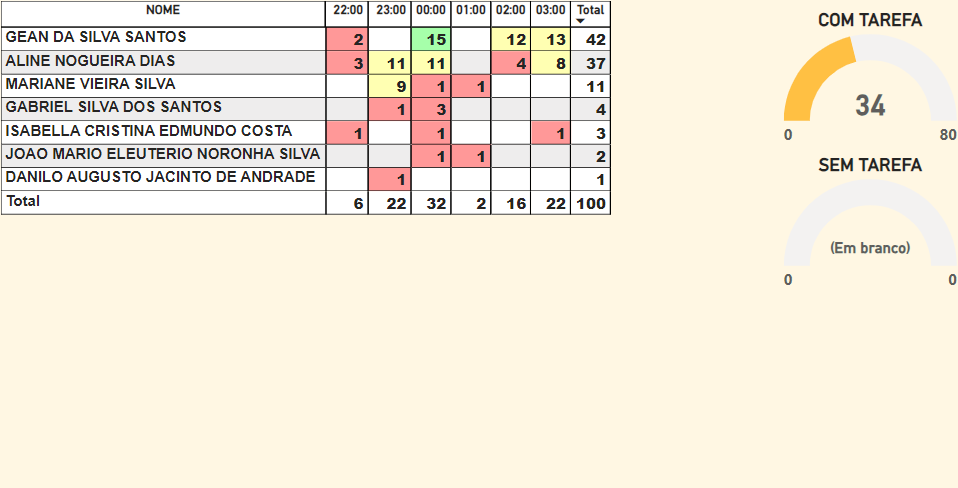 NOME 22:00 23:00 00:00 01:00 02:00 03:00 Total
GEAN DA SILVA SANTOS 2 15 12 13 42
ALINE NOGUEIRA DIAS 3 11 11 4 8 37
MARIANE VIEIRA SILVA 9 1 1 11
GABRIEL SILVA DOS SANTOS 1 3 4
ISABELLA CRISTINA EDMUNDO COSTA 1 1 1 3
JOAO MARIO ELEUTERIO NORONHA SILVA 1 1 2
DANILO AUGUSTO JACINTO DE ANDRADE 1 1
Total 6 22 32 2 16 22 100
COM TAREFA
34
0 80
SEM TAREFA
(Em branco)
0 0